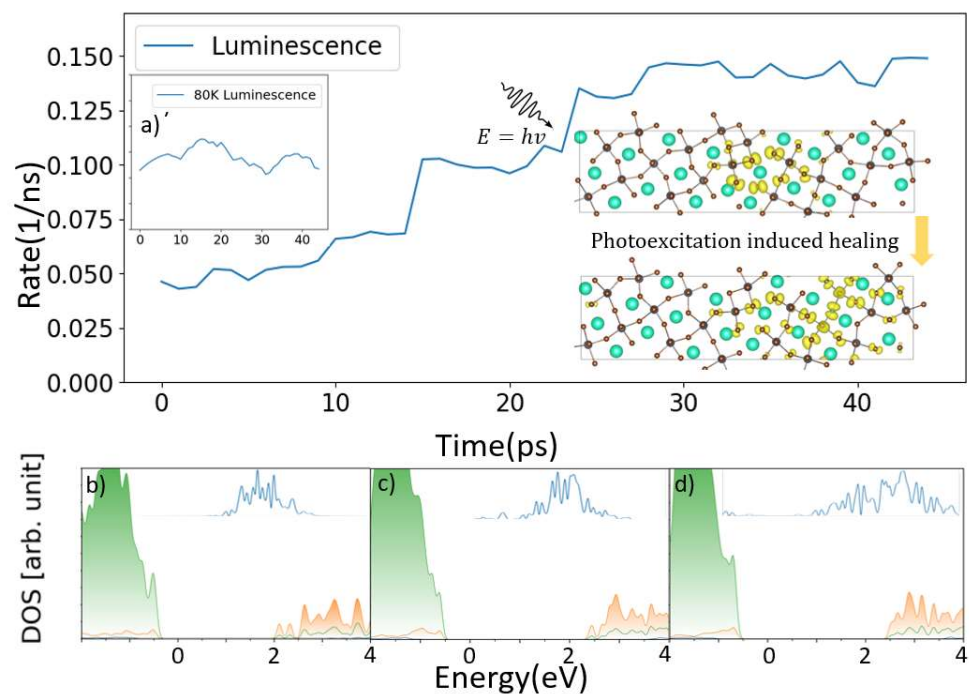 Luminescence
0.150
0.125
0.100
0.075
0.050
0.025
0.000
Rate(1/ns)
80K Luminescence
a)′
0 10 20 30 40
E = hν
Photoexcitation induced healing
0 10 20 30 40
Time(ps)
DOS [arb. unit]
b) c) d)
0 2 4 0 2 4 0 2 4
Energy(eV)